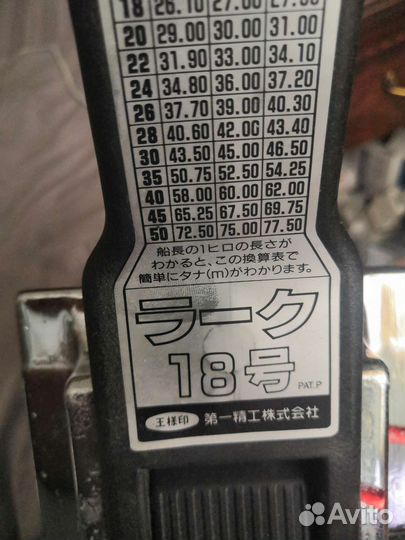 18 26.10 27.00
20 29.00 30.00 31.00
22 31.90 33.00 34.10
24 34.80 36.00 37.20
26 37.70 39.00 40.30
28 40.60 42.00 43.40
30 43.50 45.00 46.50
35 50.75 52.50 54.25
40 58.00 60.00 62.00
45 65.25 67.50 69.75
50 72.50 75.00 77.50
船長の1ヒロの長さが
わかると、この換算表で
簡単にタナ(m)がわかります。
ラーク
18号
PAT.P
王様印 第一精工株式会社
Avito